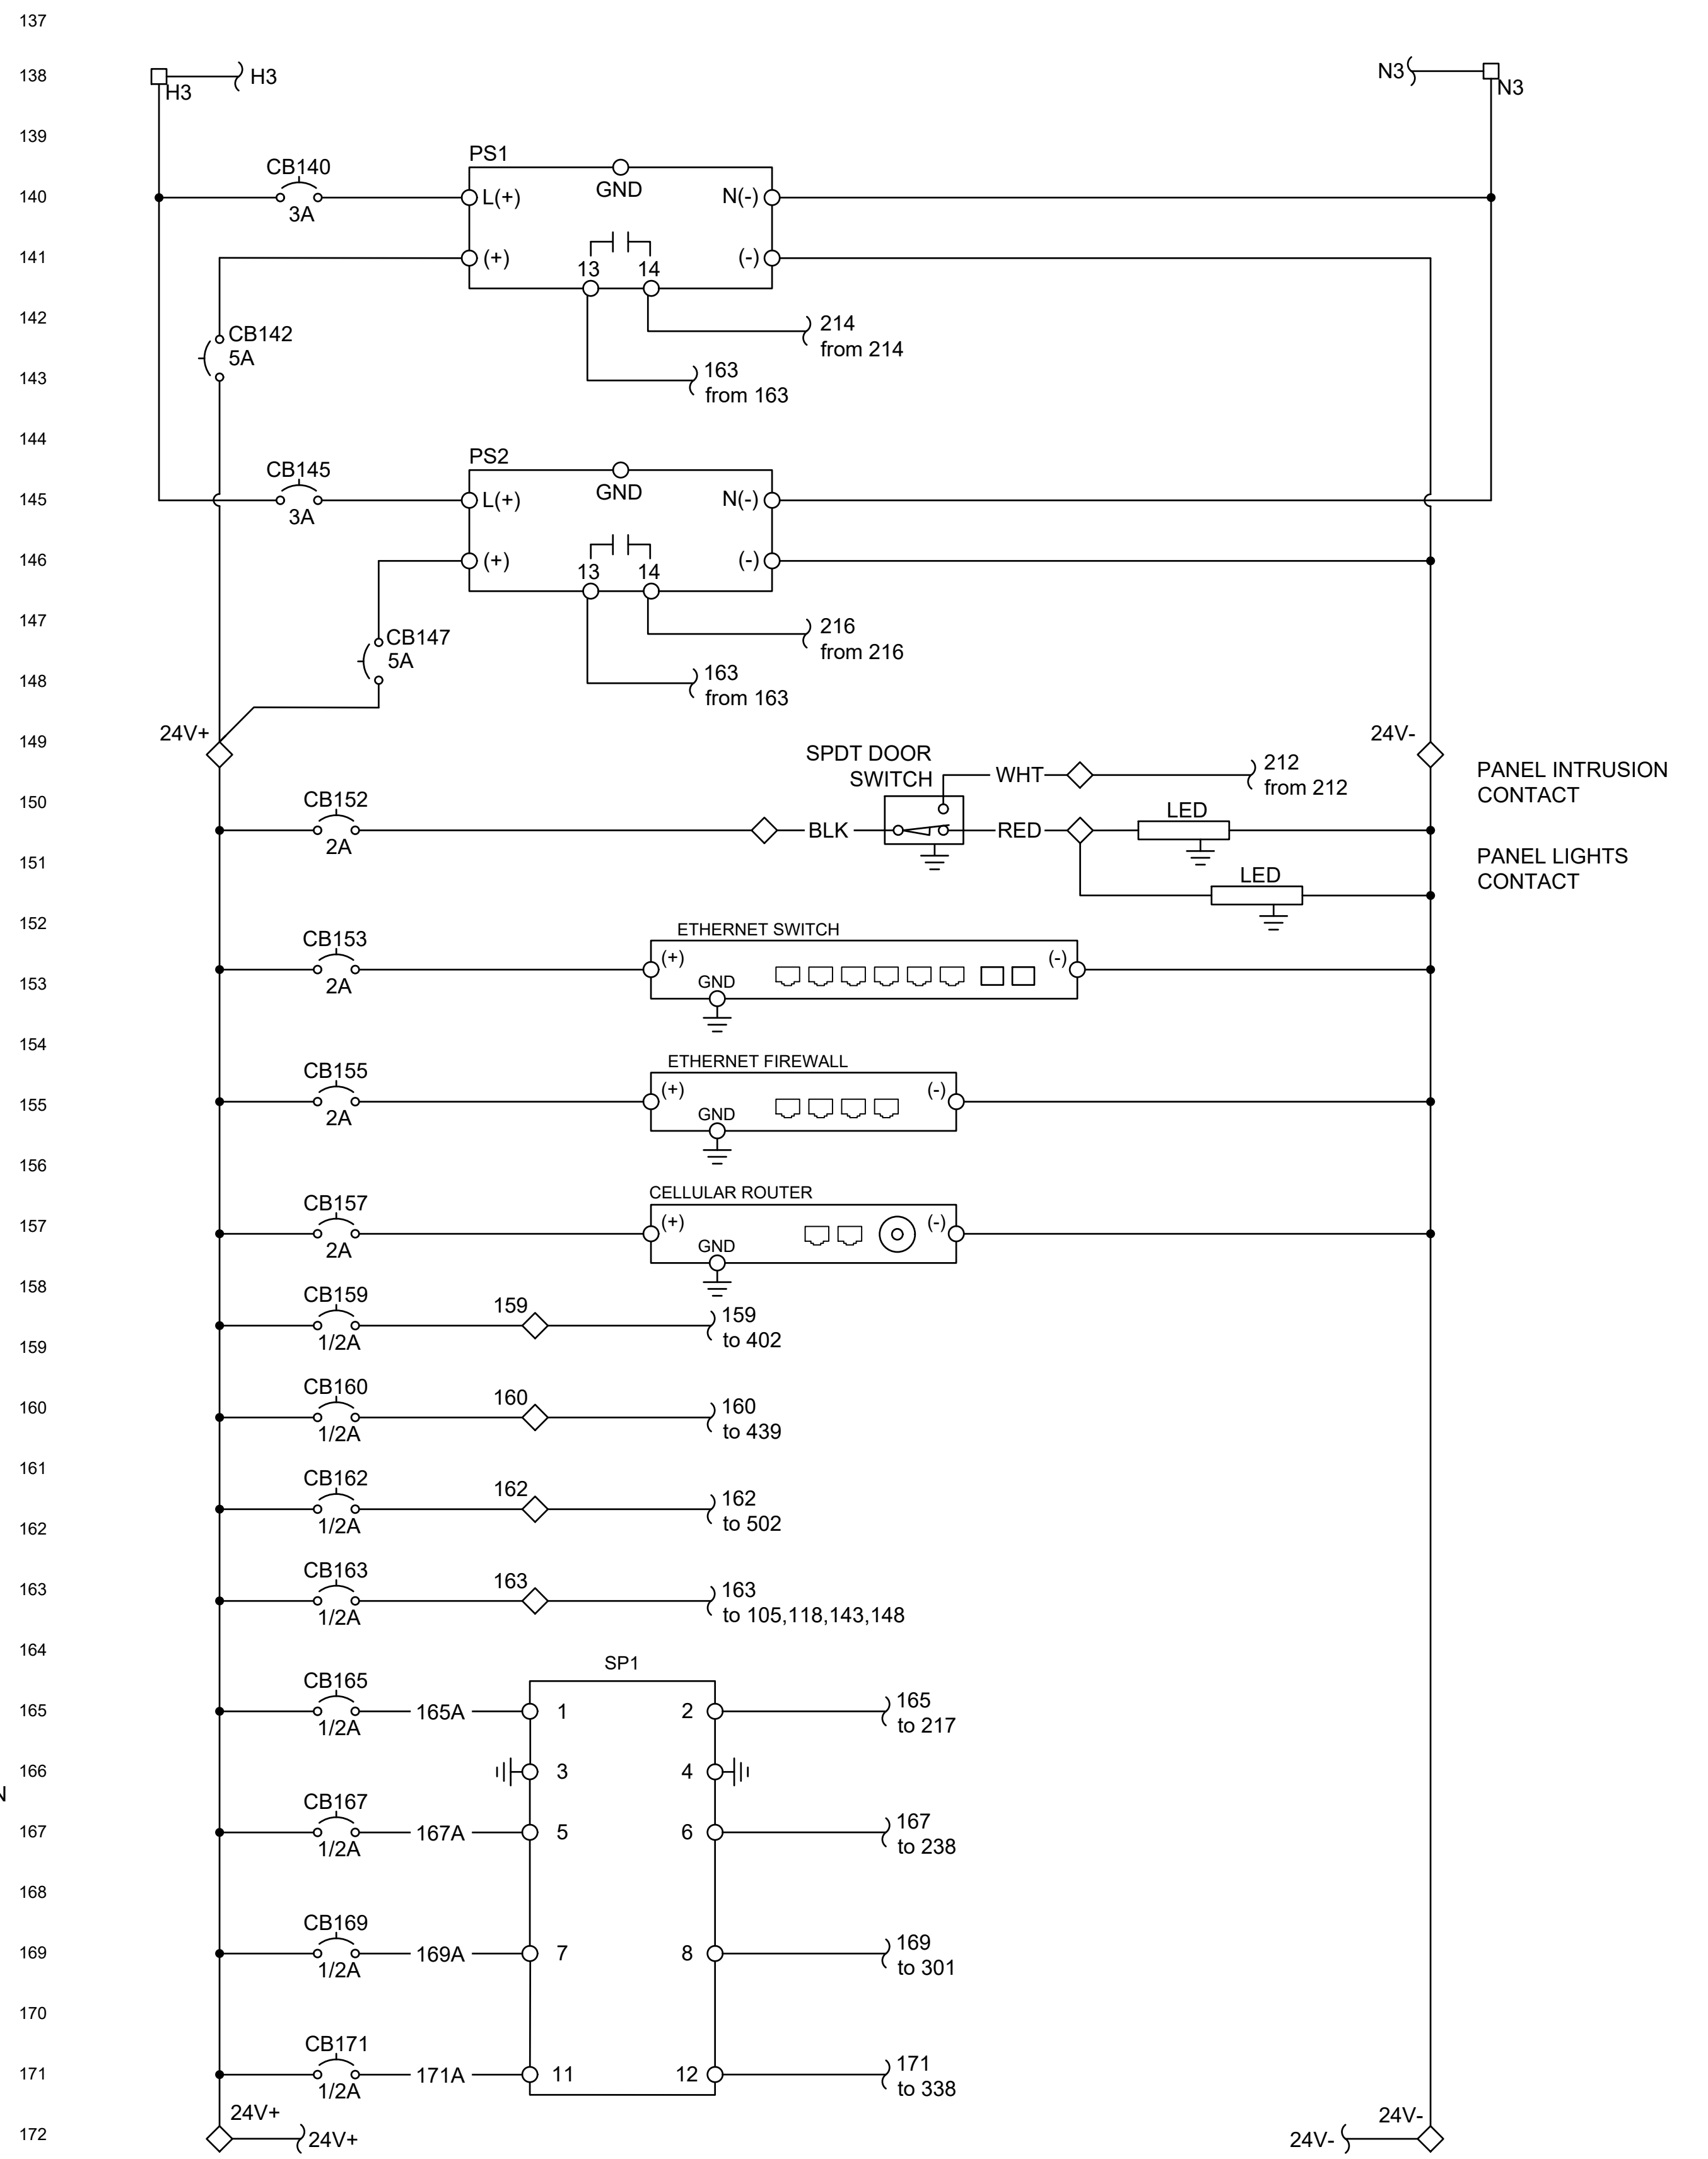 137
138
H3
H3
N3
N3
139
PS1
CB140
GND
140
L(+)
N(-)
3A
141
(+)
(-)
13
14
142
214
from 214
CB142
5A
143
163
from 163
144
PS2
CB145
GND
145
L(+)
N(-)
3A
146
(+)
(-)
13
14
147
216
from 216
CB147
5A
148
163
from 163
149
24V+
24V-
SPDT DOOR
SWITCH
WHT
212
from 212
PANEL INTRUSION
CONTACT
150
CB152
2A
BLK
RED
LED
151
LED
PANEL LIGHTS
CONTACT
152
CB153
2A
ETHERNET SWITCH
(+)
(-)
GND
153
154
ETHERNET FIREWALL
CB155
2A
(+)
(-)
GND
155
156
CELLULAR ROUTER
CB157
2A
(+)
(-)
GND
157
158
CB159
1/2A
159
159
to 402
159
CB160
1/2A
160
160
to 439
160
161
CB162
1/2A
162
162
to 502
162
CB163
1/2A
163
163
to 105,118,143,148
163
164
SP1
CB165
1/2A
165
165A
1
2
165
to 217
166
3
4
N
CB167
1/2A
167
167A
5
6
167
to 238
168
CB169
1/2A
169
169A
7
8
169
to 301
170
CB171
1/2A
171
171A
11
12
171
to 338
24V+
24V-
172
24V+
24V-